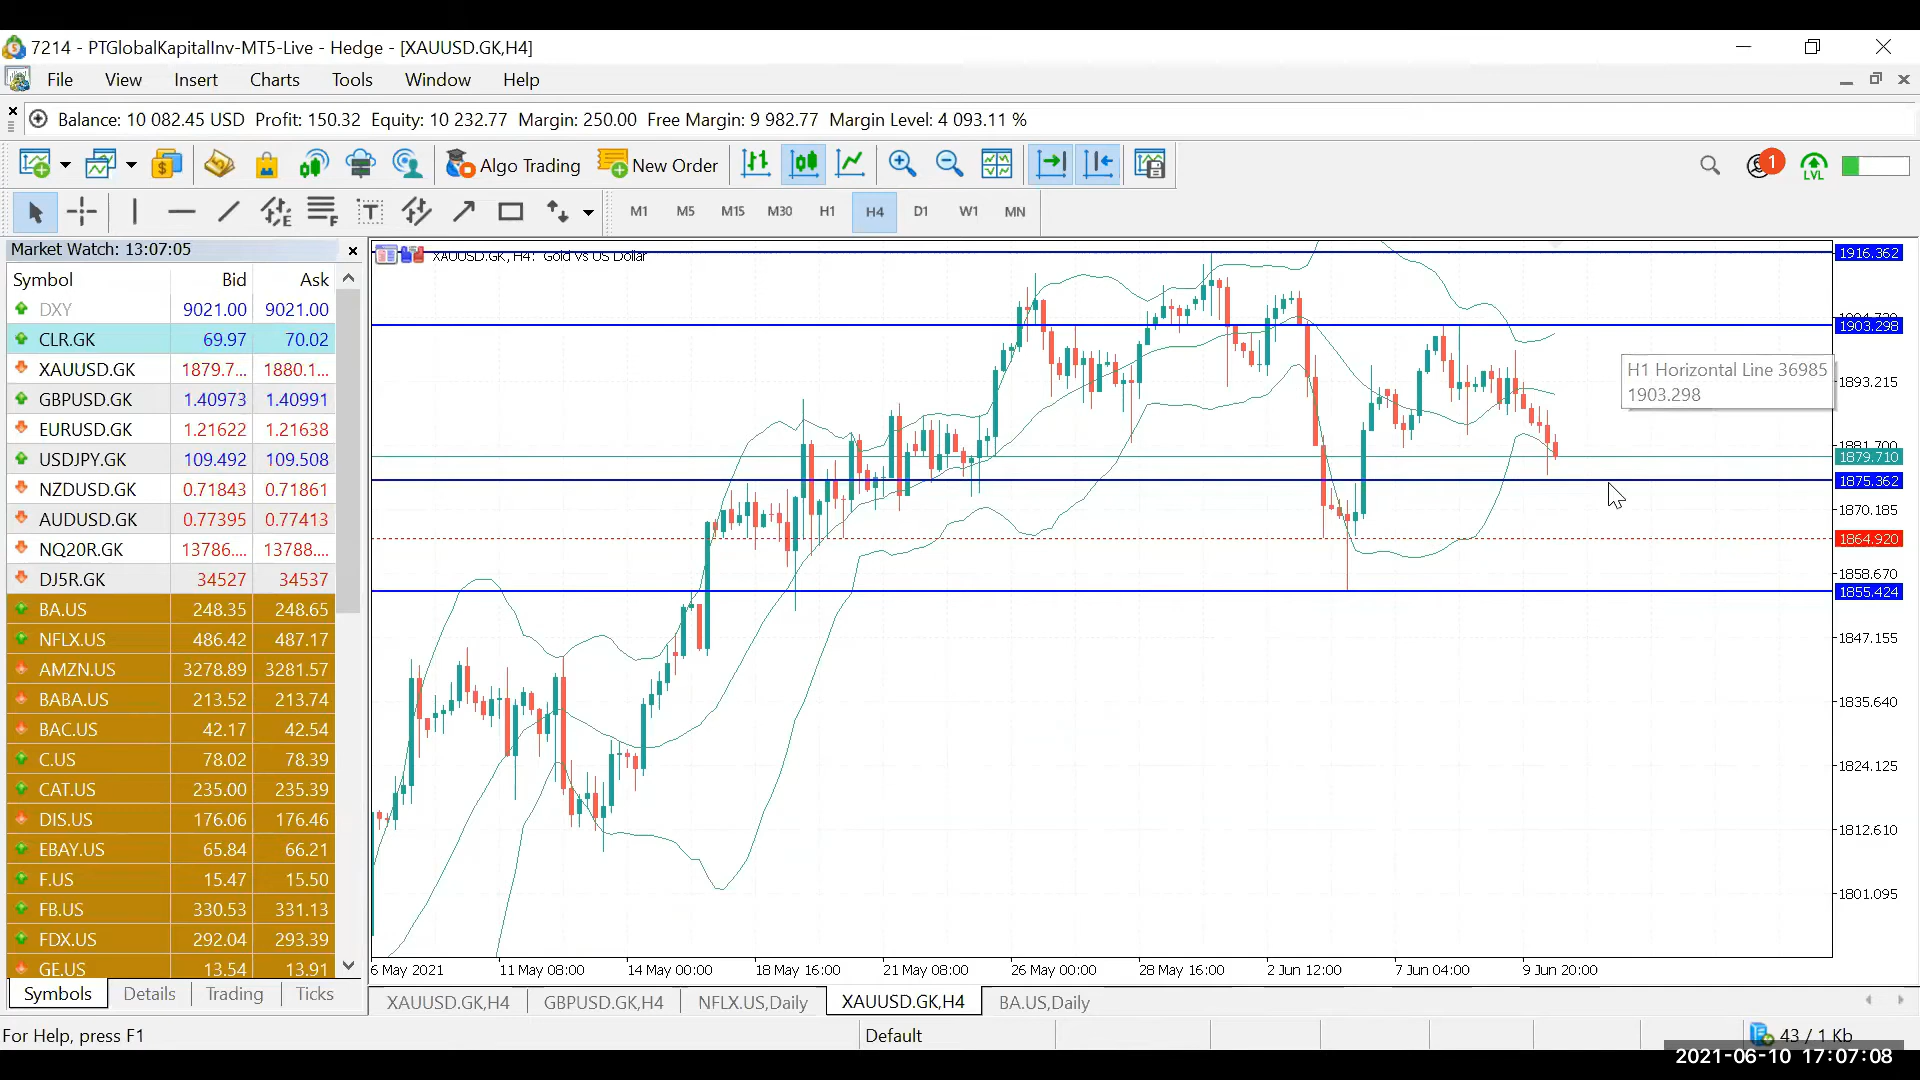 7214 - PTGlobalKapitalInv-MT5-Live - Hedge - [XAUUSD.GK,H4]
File View Insert Charts Tools Window Help
Balance: 10 082.45 USD Profit: 150.32 Equity: 10 232.77 Margin: 250.00 Free Margin: 9 982.77 Margin Level: 4 093.11 %
Algo Trading New Order 1 LVL
M1 M5 M15 M30 H1 H4 D1 W1 MN
Market Watch: 13:07:05
Symbol Bid Ask
DXY 9021.00 9021.00
CLR.GK 69.97 70.02
XAUUSD.GK 1879.7... 1880.1...
GBPUSD.GK 1.40973 1.40991
EURUSD.GK 1.21622 1.21638
USDJPY.GK 109.492 109.508
NZDUSD.GK 0.71843 0.71861
AUDUSD.GK 0.77395 0.77413
NQ20R.GK 13786.... 13788....
DJ5R.GK 34527 34537
BA.US 248.35 248.65
NFLX.US 486.42 487.17
AMZN.US 3278.89 3281.57
BABA.US 213.52 213.74
BAC.US 42.17 42.54
C.US 78.02 78.39
CAT.US 235.00 235.39
DIS.US 176.06 176.46
EBAY.US 65.84 66.21
F.US 15.47 15.50
FB.US 330.53 331.13
FDX.US 292.04 293.39
GE.US 13.54 13.91
Symbols Details Trading Ticks
XAUUSD.GK, H4: Gold vs US Dollar
H1 Horizontal Line 36985
1903.298
1916.362
1903.298
1893.215
1881.700
1879.710
1875.362
1870.185
1864.920
1858.670
1855.424
1847.155
1835.640
1824.125
1812.610
1801.095
6 May 2021 11 May 08:00 14 May 00:00 18 May 16:00 21 May 08:00 26 May 00:00 28 May 16:00 2 Jun 12:00 7 Jun 04:00 9 Jun 20:00
XAUUSD.GK,H4 GBPUSD.GK,H4 NFLX.US,Daily XAUUSD.GK,H4 BA.US,Daily
For Help, press F1 Default 43 / 1 Kb
2021-06-10 17:07:08